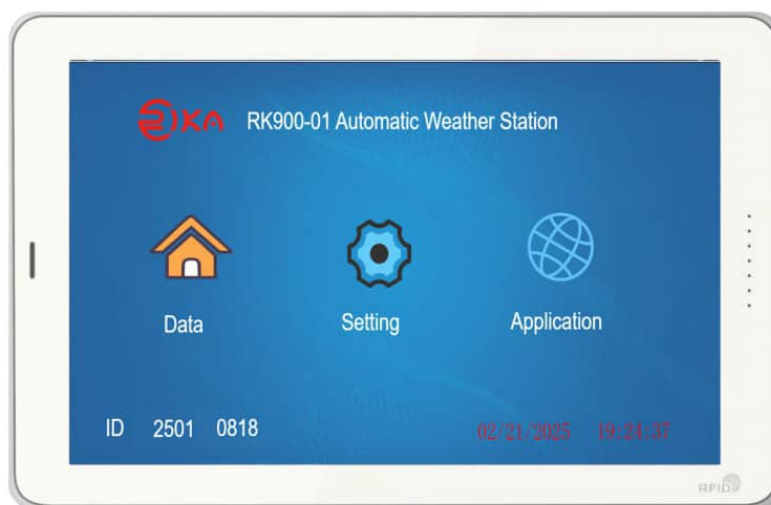 RKA RK900-01 Automatic Weather Station
Data Setting Application
ID 2501 0818 02/21/2025 19:24:37
RFID